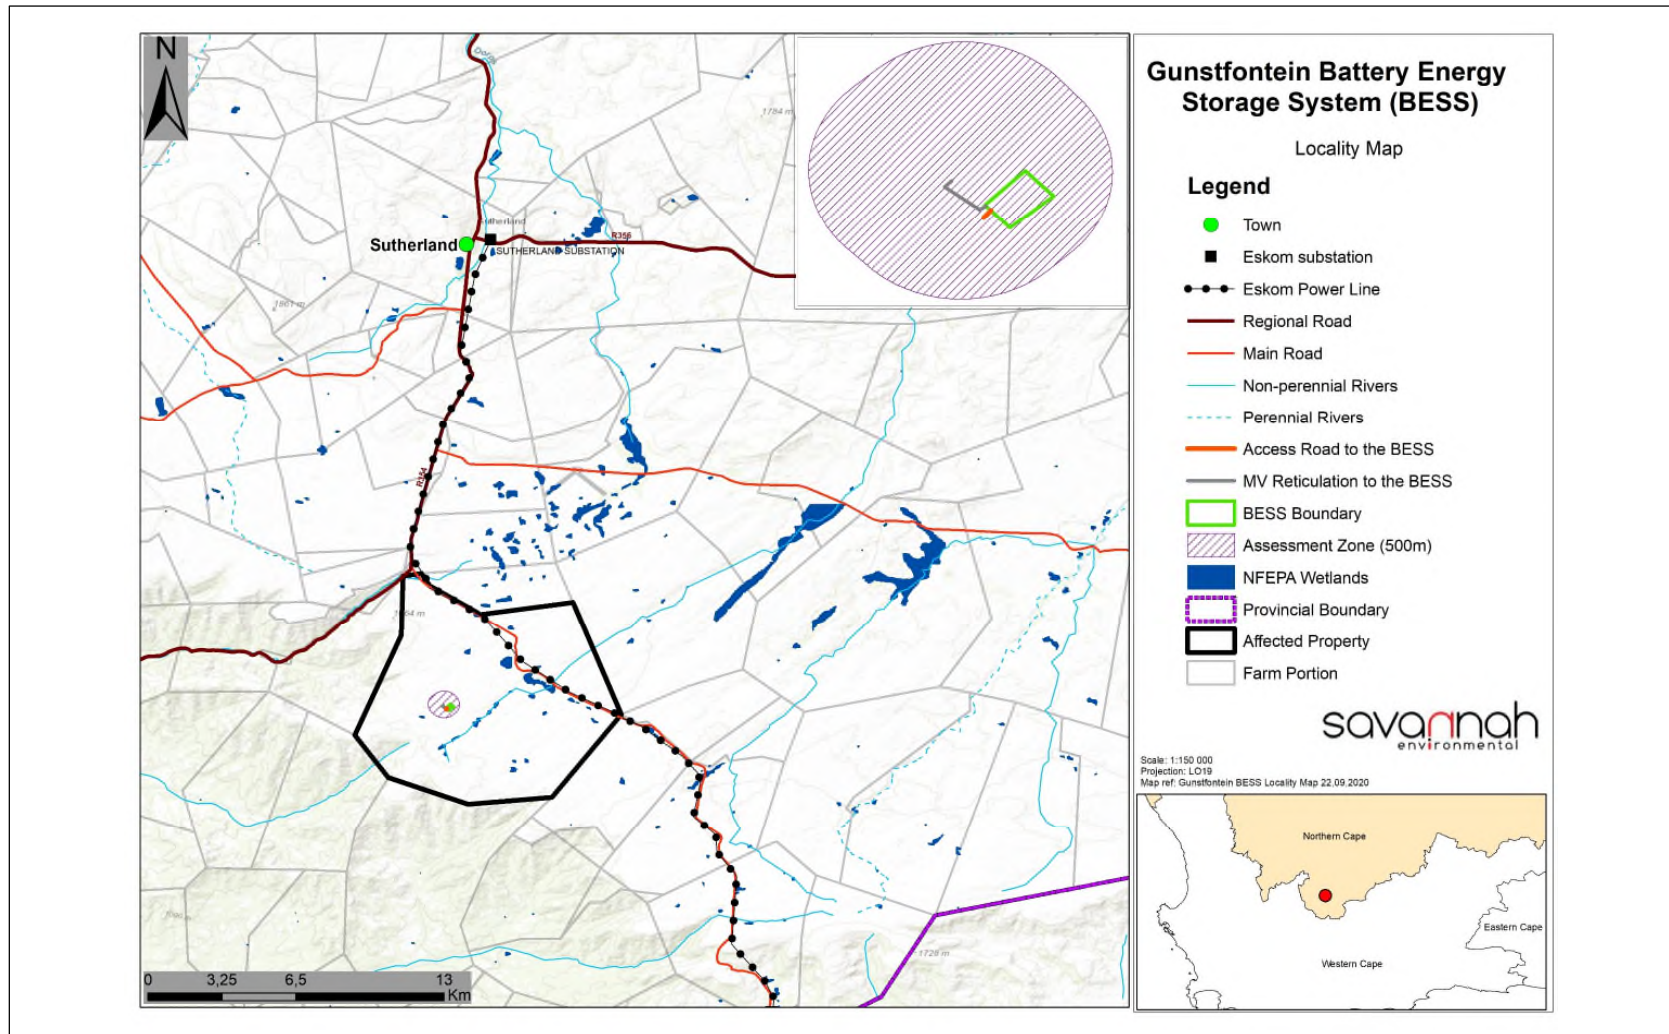 N
Doring
1784 m
Sutherland
Sutherland
R356
SUTHERLAND SUBSTATION
1861 m
R354
1728 m
0 3,25 6,5 13
Km
Gunstfontein Battery Energy
Storage System (BESS)
Locality Map
Legend
Town
Eskom substation
Eskom Power Line
Regional Road
Main Road
Non-perennial Rivers
Perennial Rivers
Access Road to the BESS
MV Reticulation to the BESS
BESS Boundary
Assessment Zone (500m)
NFEPA Wetlands
Provincial Boundary
Affected Property
Farm Portion
savannah
environmental
Scale: 1:150 000
Projection: LO19
Map ref: Gunstfontein BESS Locality Map 22.09.2020
Northern Cape
Eastern Cape
Western Cape